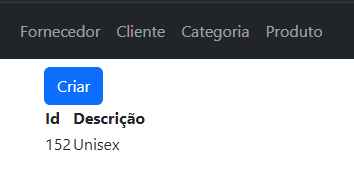 Fornecedor Cliente Categoria Produto
Criar
Id Descrição
152 Unisex